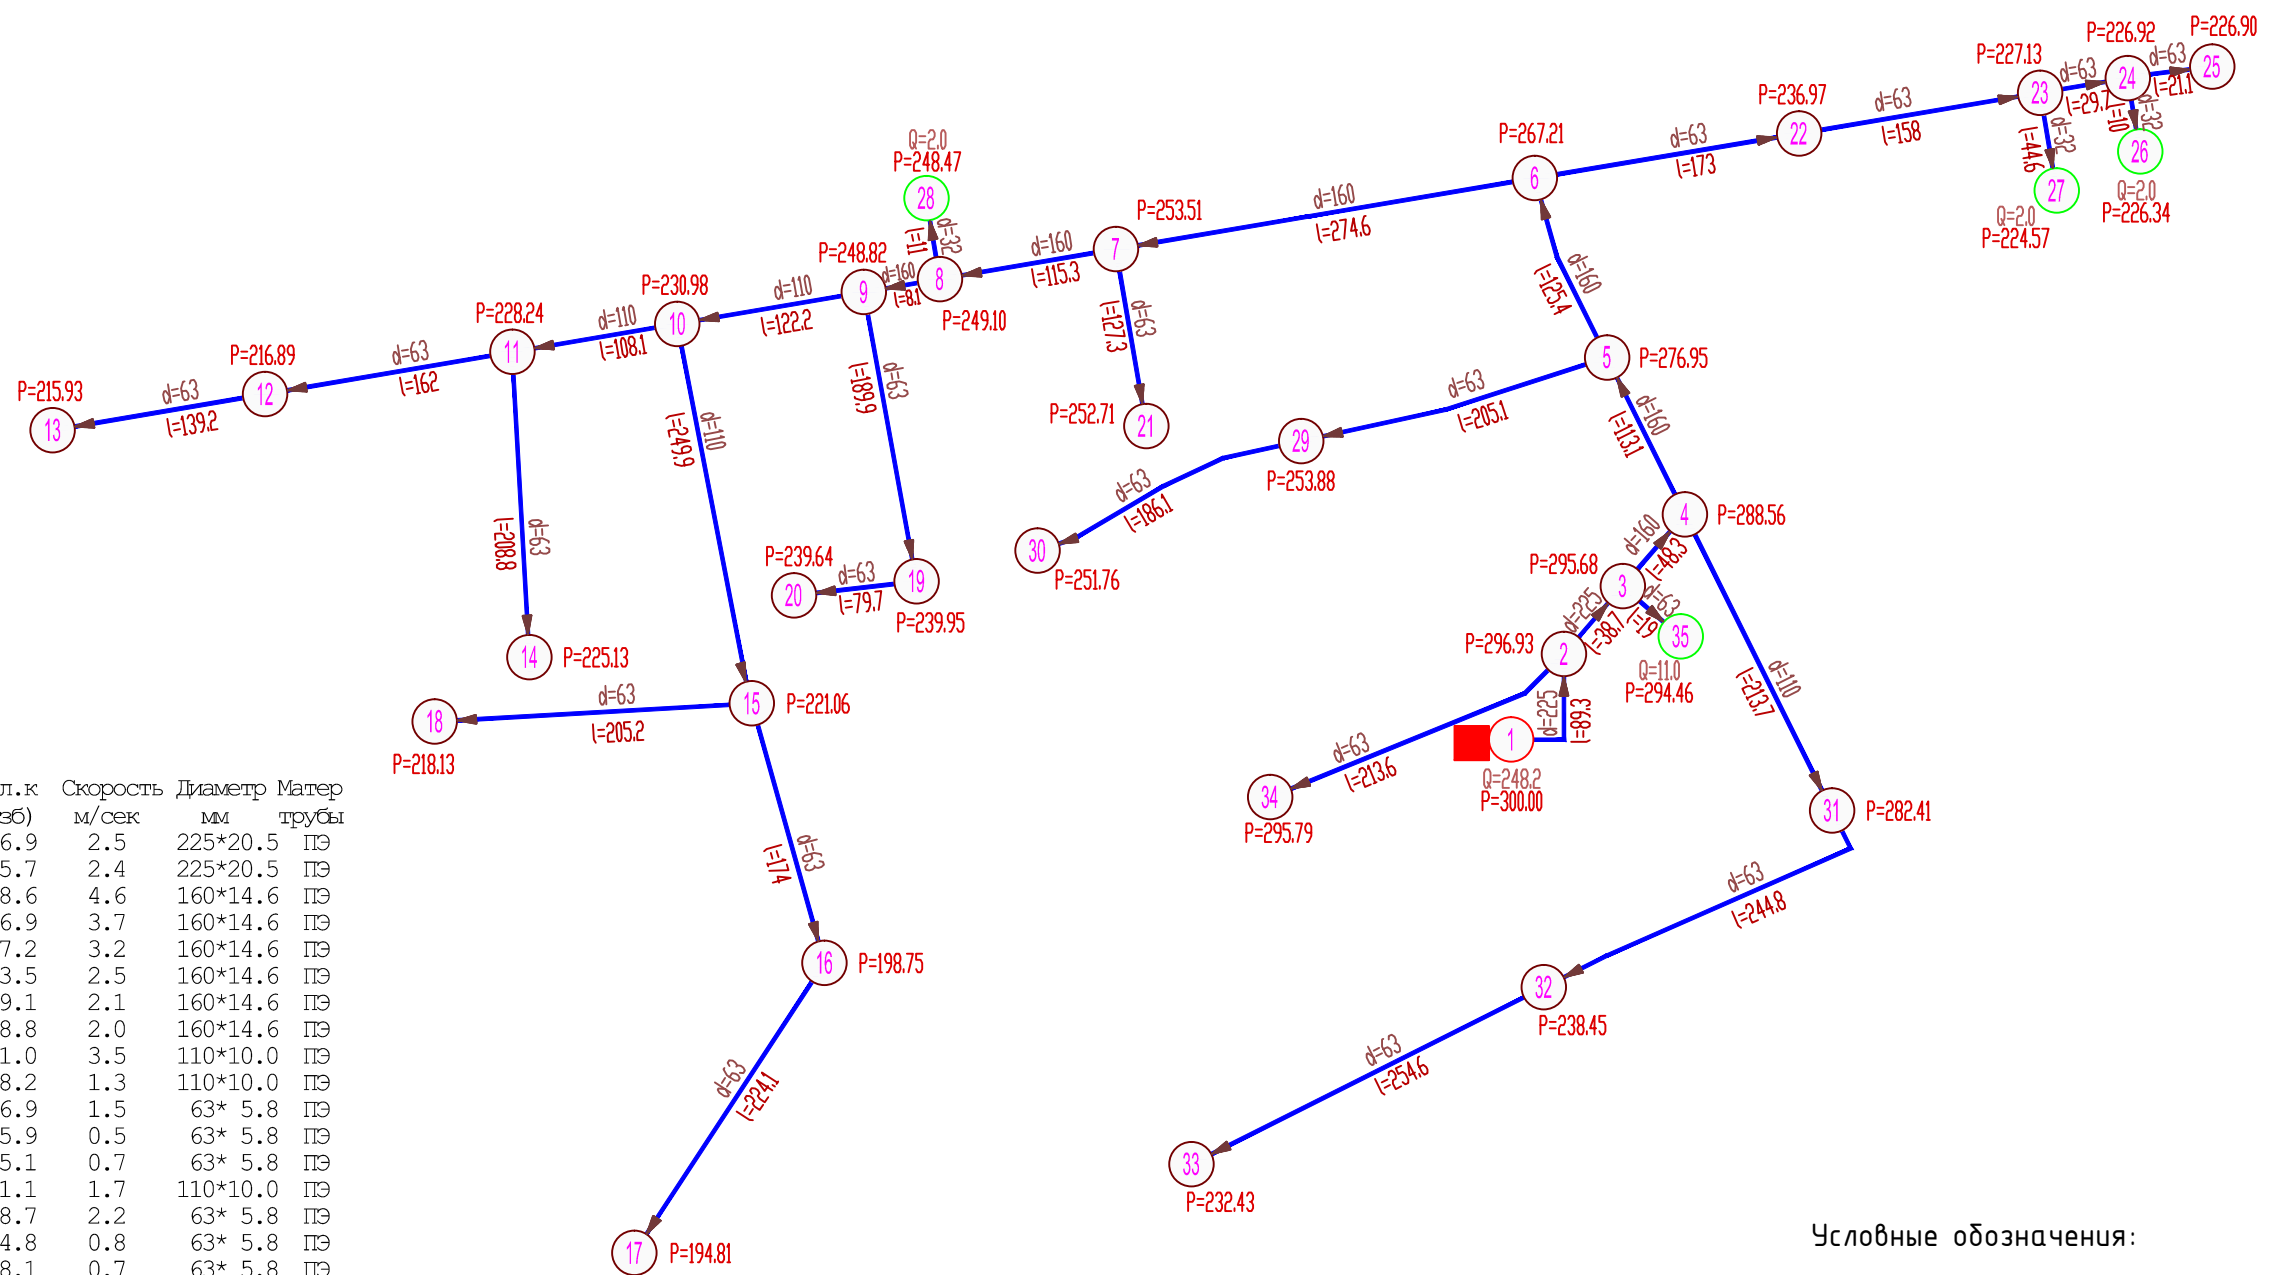 P=226.90
P=226.92
P=227.13
d=63
25
d=63
24
l=21.1
23
l=29.7
d=32
l=10
26
Q=2.0
P=226.34
d=32
l=44.6
27
Q=2.0
P=224.57
P=236.97
22
d=63
l=158
P=267.21
6
d=63
l=173
d=160
l=274.6
P=253.51
7
d=160
l=115.3
Q=2.0
P=248.47
28
d=32
l=11
8
P=249.10
d=160
l=8.1
P=248.82
9
d=110
l=122.2
P=230.98
10
d=110
l=108.1
P=228.24
11
d=63
l=162
P=216.89
12
d=63
l=139.2
P=215.93
13
d=63
l=208.8
14
P=225.13
d=110
l=249.9
15
P=221.06
d=63
l=205.2
18
P=218.13
d=63
l=189.9
19
P=239.95
d=63
l=79.7
P=239.64
20
d=63
l=127.3
P=252.71
21
d=160
l=125.4
5
P=276.95
d=63
l=205.1
29
P=253.88
d=63
l=186.1
30
P=251.76
d=160
l=113.1
4
P=288.56
d=160
l=48.3
P=295.68
3
d=63
l=19
35
Q=11.0
P=294.46
d=225
l=38.7
P=296.93
2
d=225
l=89.3
1
Q=248.2
P=300.00
d=63
l=213.6
34
P=295.79
d=110
l=213.7
31
P=282.41
d=63
l=244.8
32
P=238.45
d=63
l=254.6
33
P=232.43
d=63
l=174
16
P=198.75
d=63
l=224.1
17
P=194.81
л.к Скорость Диаметр Матер
зб) м/сек мм трубы
6.9 2.5 225*20.5 ПЭ
5.7 2.4 225*20.5 ПЭ
8.6 4.6 160*14.6 ПЭ
6.9 3.7 160*14.6 ПЭ
7.2 3.2 160*14.6 ПЭ
3.5 2.5 160*14.6 ПЭ
9.1 2.1 160*14.6 ПЭ
8.8 2.0 160*14.6 ПЭ
1.0 3.5 110*10.0 ПЭ
8.2 1.3 110*10.0 ПЭ
6.9 1.5 63* 5.8 ПЭ
5.9 0.5 63* 5.8 ПЭ
5.1 0.7 63* 5.8 ПЭ
1.1 1.7 110*10.0 ПЭ
8.7 2.2 63* 5.8 ПЭ
4.8 0.8 63* 5.8 ПЭ
8.1 0.7 63* 5.8 ПЭ
Условные обозначения: